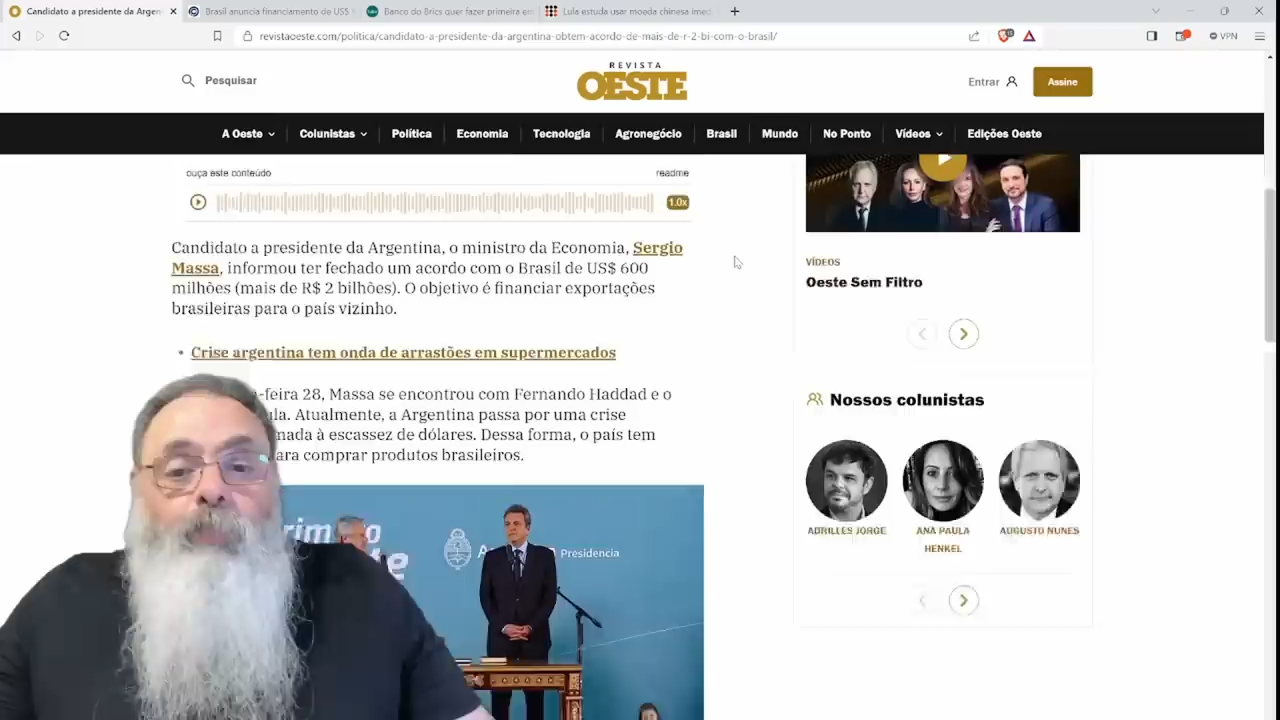 Candidato a presidente da Argen
Brasil anuncia financiamento de US$
Banco do Brics quer fazer primeira em
Lula estuda usar moeda chinesa imed
revistaoeste.com/politica/candidato-a-presidente-da-argentina-obtem-acordo-de-mais-de-r-2-bi-com-o-brasil/
VPN
Pesquisar
REVISTA
OESTE
Entrar
Assine
A Oeste
Colunistas
Política
Economia
Tecnologia
Agronegócio
Brasil
Mundo
No Ponto
Vídeos
Edições Oeste
ouça este conteúdo
readme
1.0x
Candidato a presidente da Argentina, o ministro da Economia, Sergio
Massa, informou ter fechado um acordo com o Brasil de US$ 600
milhões (mais de R$ 2 bilhões). O objetivo é financiar exportações
brasileiras para o país vizinho.
• Crise argentina tem onda de arrastões em supermercados
-feira 28, Massa se encontrou com Fernando Haddad e o
ula. Atualmente, a Argentina passa por uma crise
nada à escassez de dólares. Dessa forma, o país tem
ara comprar produtos brasileiros.
Presidencia
VÍDEOS
Oeste Sem Filtro
Nossos colunistas
ADRILLES JORGE
ANA PAULA
HENKEL
AUGUSTO NUNES